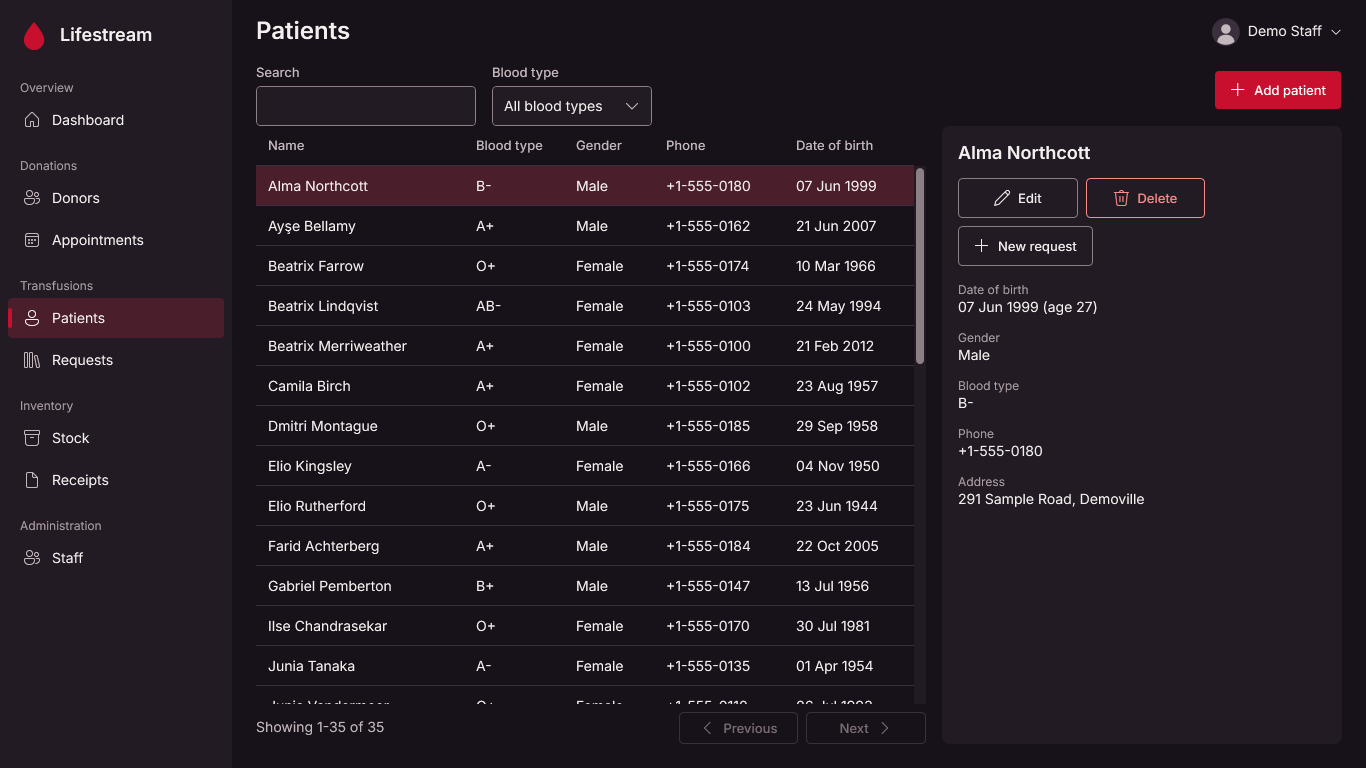 Lifestream
Overview
Dashboard
Donations
Donors
Appointments
Transfusions
Patients
Requests
Inventory
Stock
Receipts
Administration
Staff
Patients
Demo Staff
Search
Blood type
All blood types
Add patient
Name Blood type Gender Phone Date of birth
Alma Northcott B- Male +1-555-0180 07 Jun 1999
Ayşe Bellamy A+ Male +1-555-0162 21 Jun 2007
Beatrix Farrow O+ Female +1-555-0174 10 Mar 1966
Beatrix Lindqvist AB- Female +1-555-0103 24 May 1994
Beatrix Merriweather A+ Female +1-555-0100 21 Feb 2012
Camila Birch A+ Female +1-555-0102 23 Aug 1957
Dmitri Montague O+ Male +1-555-0185 29 Sep 1958
Elio Kingsley A- Female +1-555-0166 04 Nov 1950
Elio Rutherford O+ Male +1-555-0175 23 Jun 1944
Farid Achterberg A+ Male +1-555-0184 22 Oct 2005
Gabriel Pemberton B+ Male +1-555-0147 13 Jul 1956
Ilse Chandrasekar O+ Female +1-555-0170 30 Jul 1981
Junia Tanaka A- Female +1-555-0135 01 Apr 1954
Showing 1-35 of 35
Previous
Next
Alma Northcott
Edit
Delete
New request
Date of birth
07 Jun 1999 (age 27)
Gender
Male
Blood type
B-
Phone
+1-555-0180
Address
291 Sample Road, Demoville